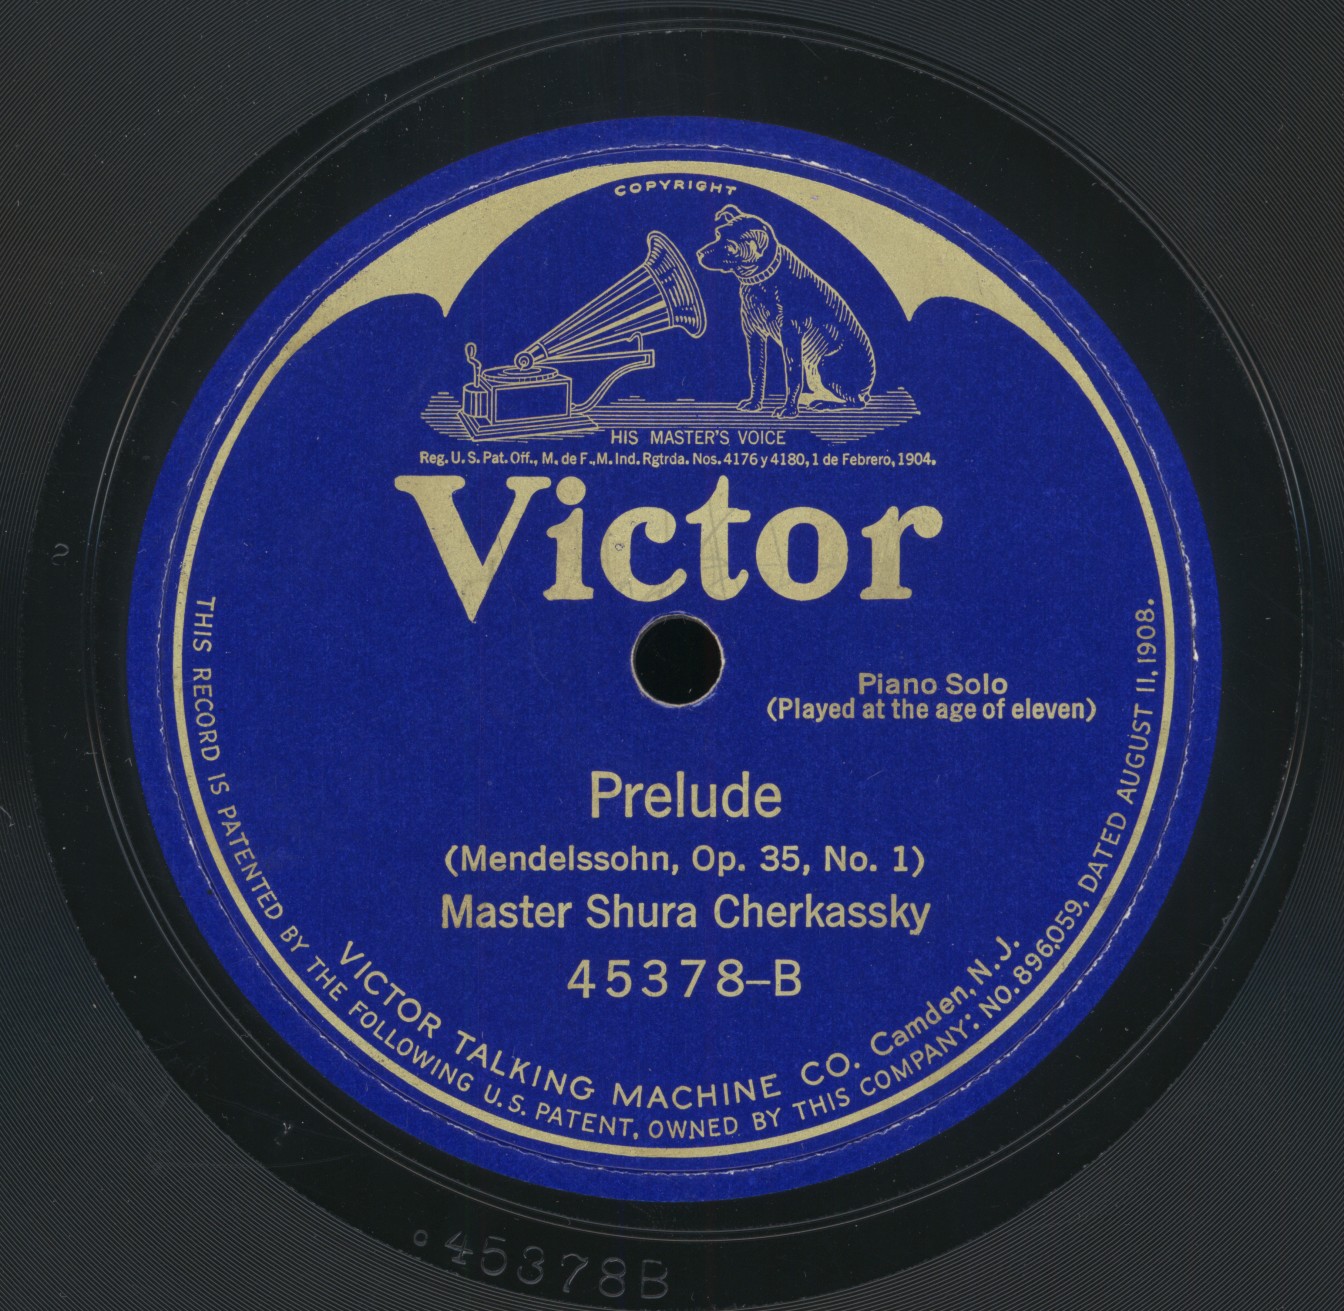 COPYRIGHT
HIS MASTER'S VOICE
Reg. U. S. Pat. Off., M. de F., M. Ind. Rgtrda. Nos. 4176 y 4180, 1 de Febrero, 1904.
Victor
Piano Solo
(Played at the age of eleven)
Prelude
(Mendelssohn, Op. 35, No. 1)
Master Shura Cherkassky
45378–B
VICTOR TALKING MACHINE CO. Camden, N. J.
THIS RECORD IS PATENTED BY THE FOLLOWING U. S. PATENT, OWNED BY THIS COMPANY: NO. 896,059, DATED AUGUST 11, 1908.
45378B